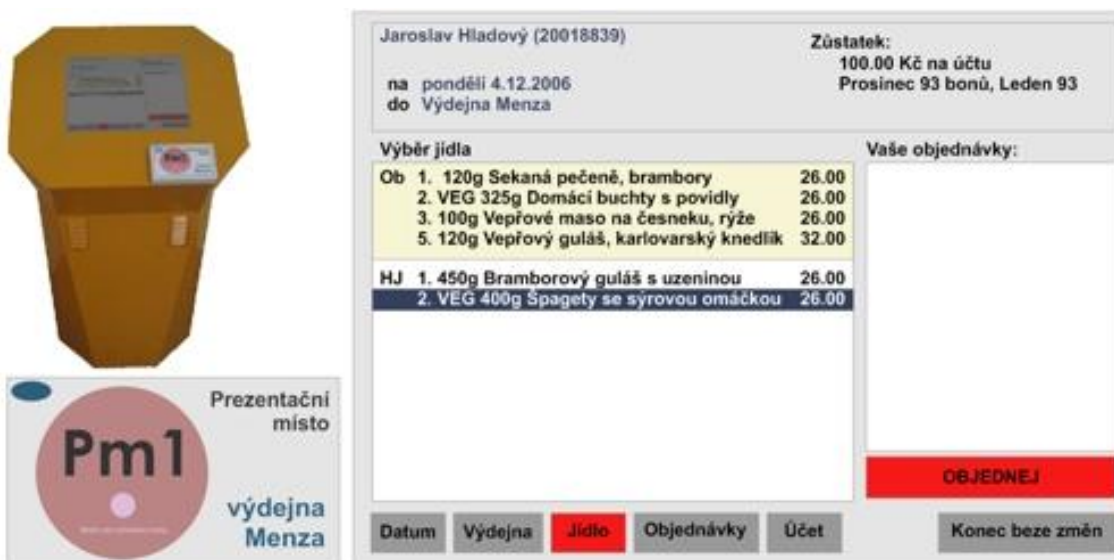 Jaroslav Hladový (20018839)
na pondělí 4.12.2006
do Výdejna Menza
Zůstatek:
100.00 Kč na účtu
Prosinec 93 bonů, Leden 93
Výběr jídla
Ob 1. 120g Sekaná pečeně, brambory 26.00
2. VEG 325g Domácí buchty s povidly 26.00
3. 100g Vepřové maso na česneku, rýže 26.00
5. 120g Vepřový guláš, karlovarský knedlík 32.00
HJ 1. 450g Bramborový guláš s uzeninou 26.00
2. VEG 400g Špagety se sýrovou omáčkou 26.00
Vaše objednávky:
OBJEDNEJ
Datum
Výdejna
Jídlo
Objednávky
Účet
Konec beze změn
Pm1
Prezentační
místo
Pm1
výdejna
Menza